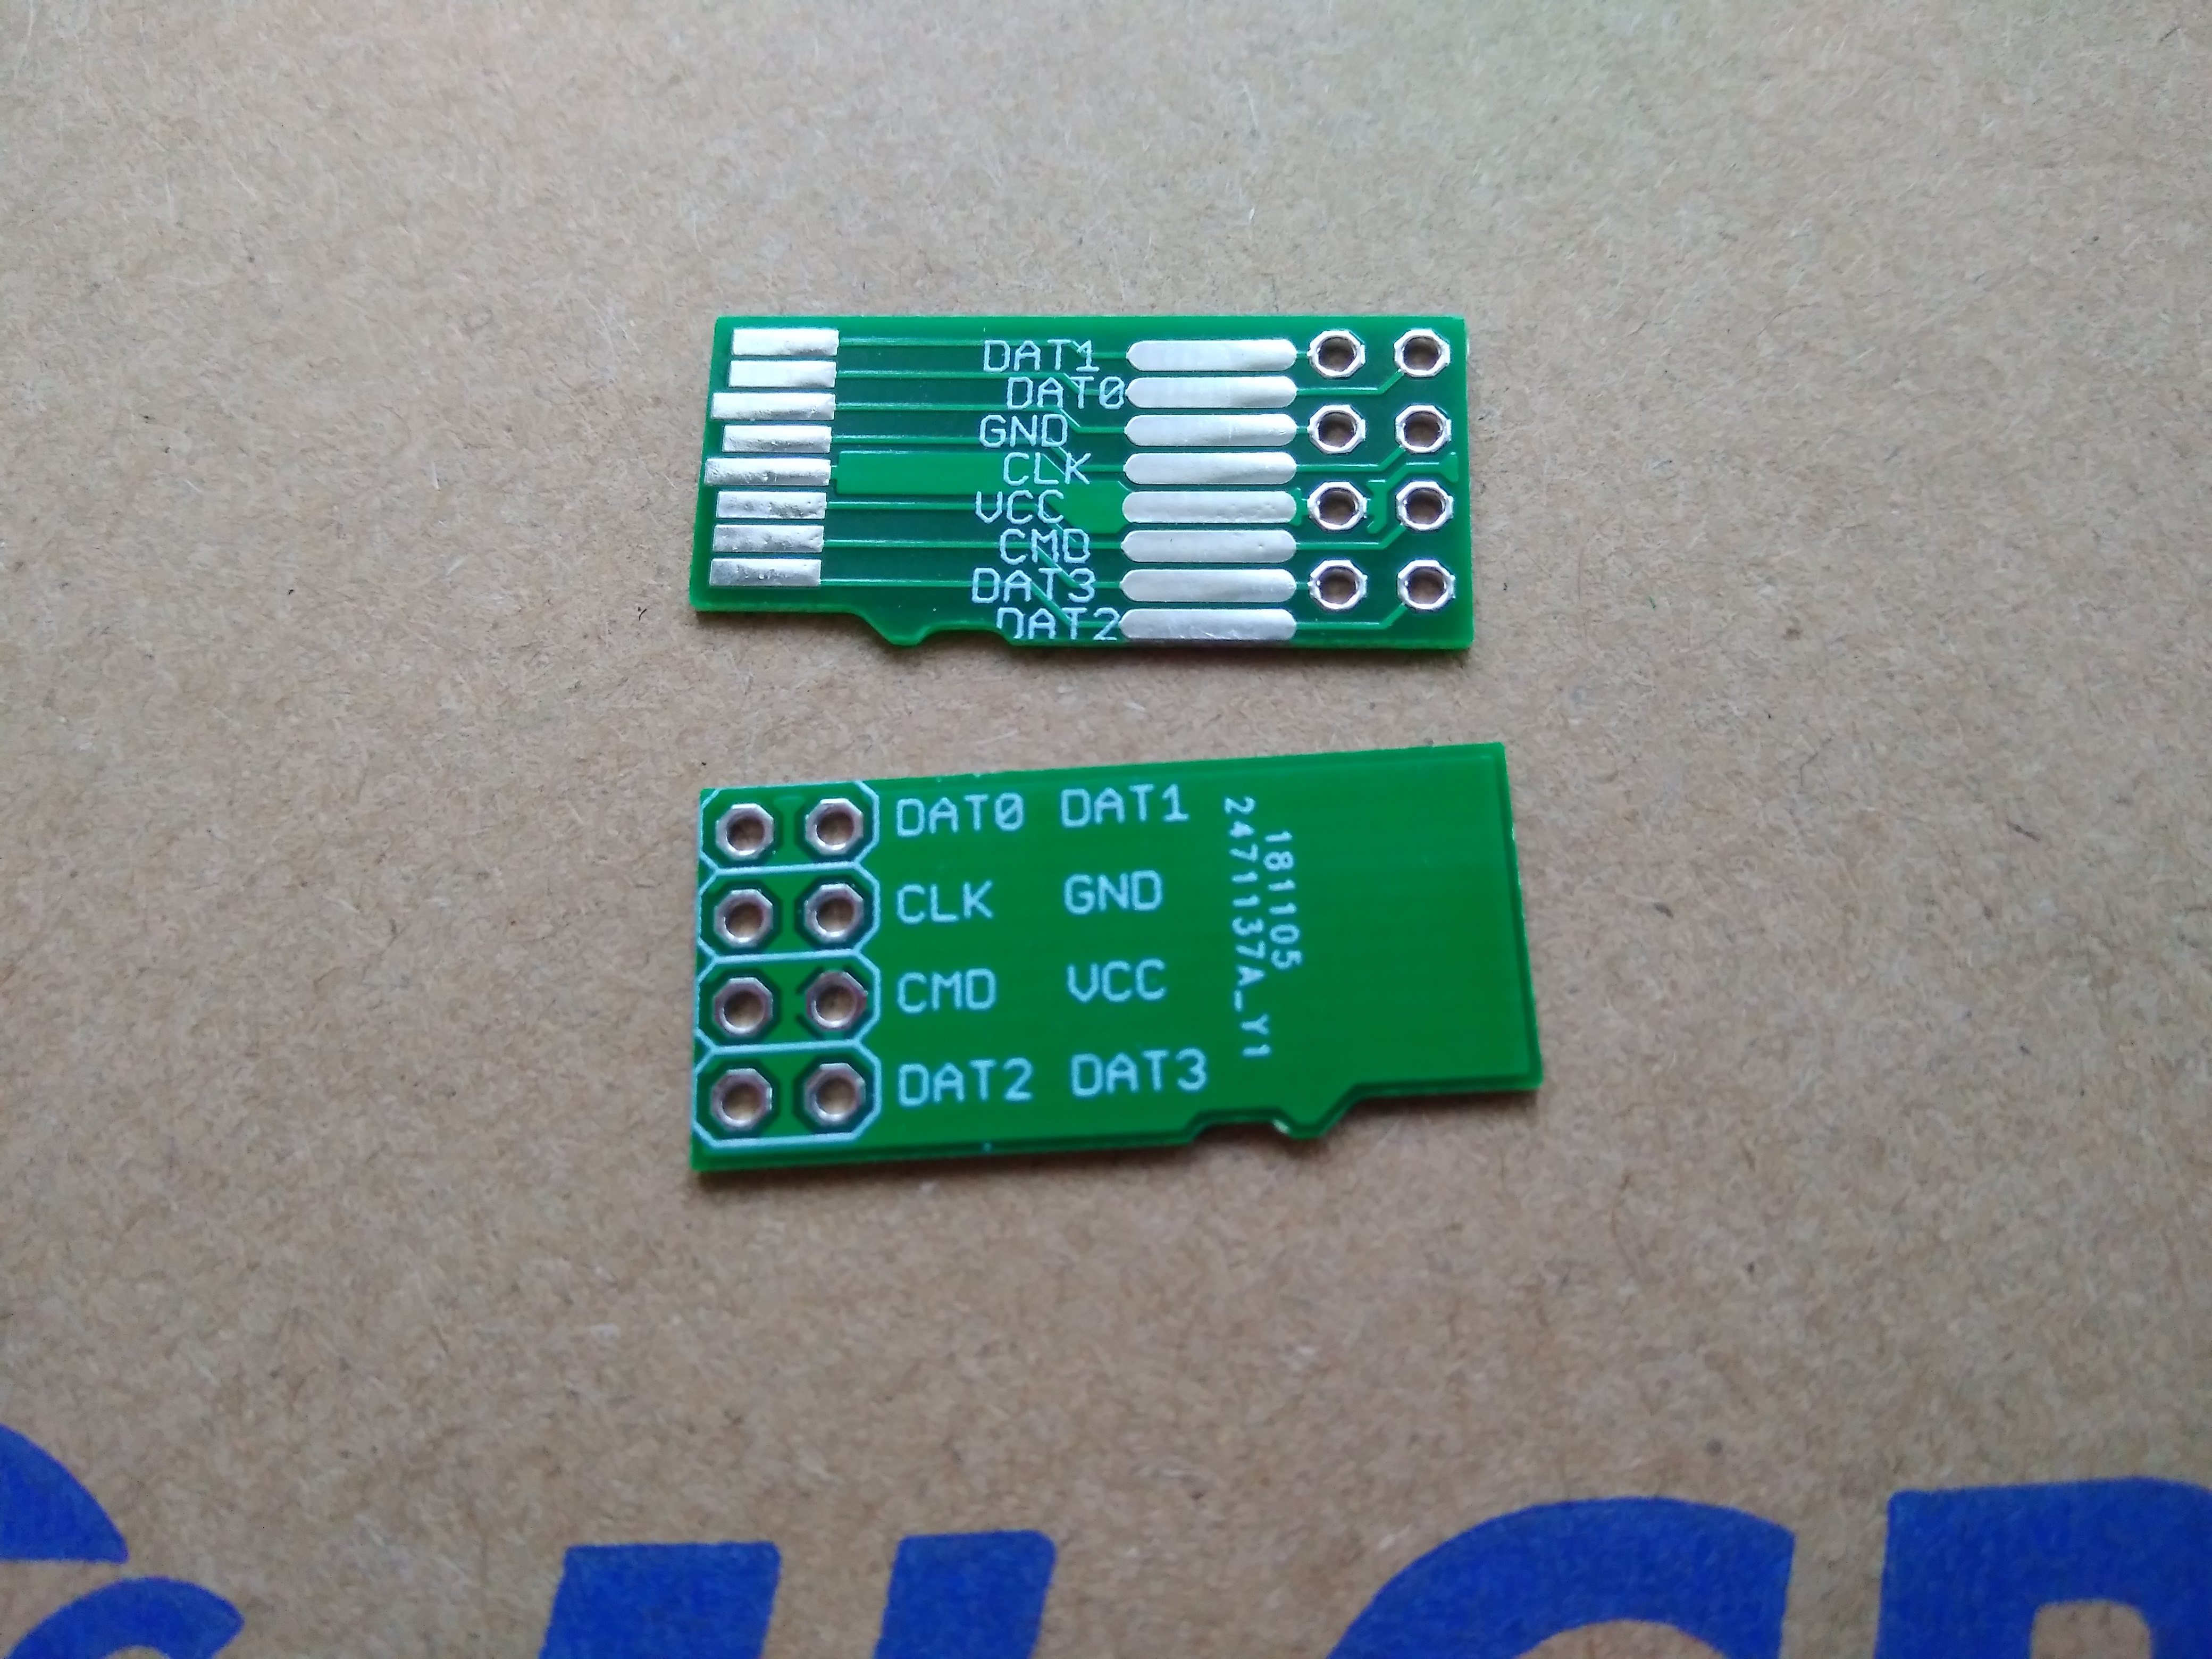 DAT1
DAT0
GND
CLK
VCC
CMD
DAT3
DAT2
DAT0 DAT1
CLK GND
CMD VCC
DAT2 DAT3
181105
2471137A_Y1